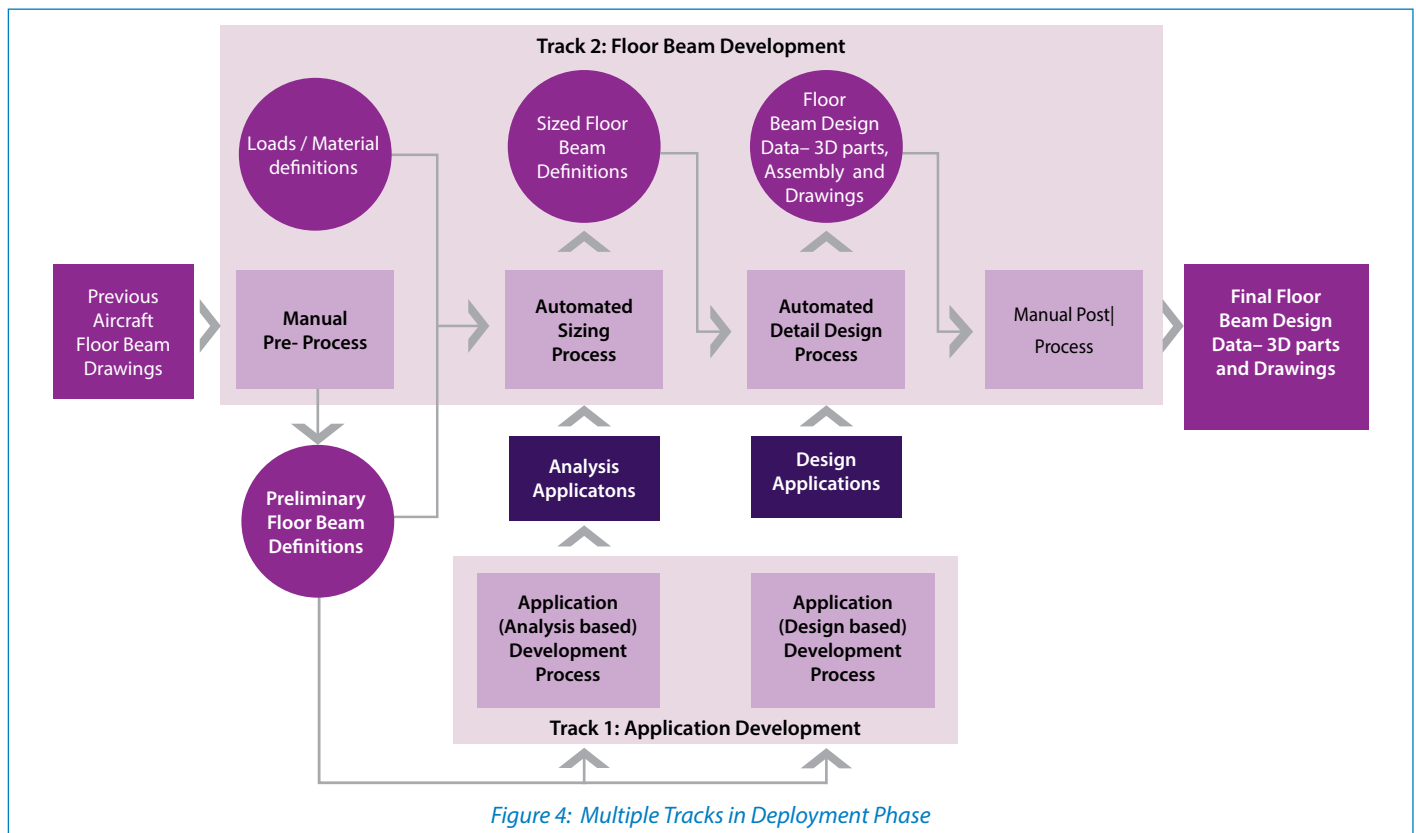 Track 2: Floor Beam Development
Loads / Material
definitions
Sized Floor
Beam
Definitions
Floor
Beam Design
Data– 3D parts,
Assembly and
Drawings
Previous
Aircraft
Floor Beam
Drawings
Manual
Pre- Process
Automated
Sizing
Process
Automated
Detail Design
Process
Manual Post|
Process
Final Floor
Beam Design
Data– 3D parts
and Drawings
Preliminary
Floor Beam
Definitions
Analysis
Applicatons
Design
Applications
Application
(Analysis based)
Development
Process
Application
(Design based)
Development
Process
Track 1: Application Development
Figure 4: Multiple Tracks in Deployment Phase